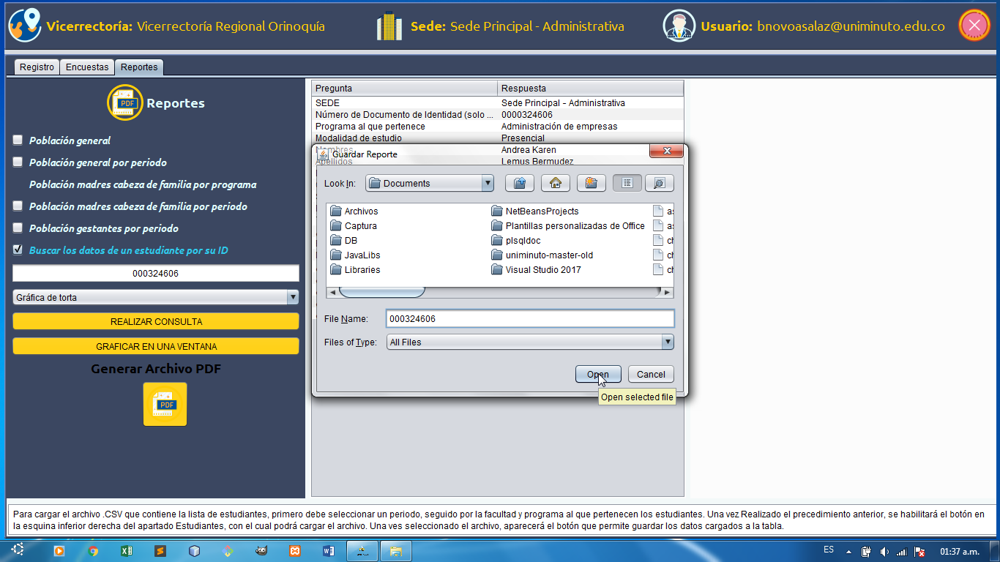 Vicerrectoría: Vicerrectoría Regional Orinoquía
Sede: Sede Principal - Administrativa
Usuario: bnovoasalaz@uniminuto.edu.co
Registro
Encuestas
Reportes
PDF
Reportes
Población general
Población general por periodo
Población madres cabeza de familia por programa
Población madres cabeza de familia por periodo
Población gestantes por periodo
Buscar los datos de un estudiante por su ID
000324606
Gráfica de torta
REALIZAR CONSULTA
GRAFICAR EN UNA VENTANA
Generar Archivo PDF
PDF
Pregunta Respuesta
SEDE Sede Principal - Administrativa
Número de Documento de Identidad (solo ... 0000324606
Programa al que pertenece Administración de empresas
Modalidad de estudio Presencial
Nombres Andrea Karen
Apellidos Lemus Bermudez
Guardar Reporte
Look In: Documents
Archivos
Captura
DB
JavaLibs
Libraries
NetBeansProjects
Plantillas personalizadas de Office
plsqldoc
uniminuto-master-old
Visual Studio 2017
File Name: 000324606
Files of Type: All Files
Open
Cancel
Open selected file
Para cargar el archivo .CSV que contiene la lista de estudiantes, primero debe seleccionar un periodo, seguido por la facultad y programa al que pertenecen los estudiantes. Una vez Realizado el precedimiento anterior, se habilitará el botón en
la esquina inferior derecha del apartado Estudiantes, con el cual podrá cargar el archivo. Una ves seleccionado el archivo, aparecerá el botón que permite guardar los datos cargados a la tabla.
ES
01:37 a.m.